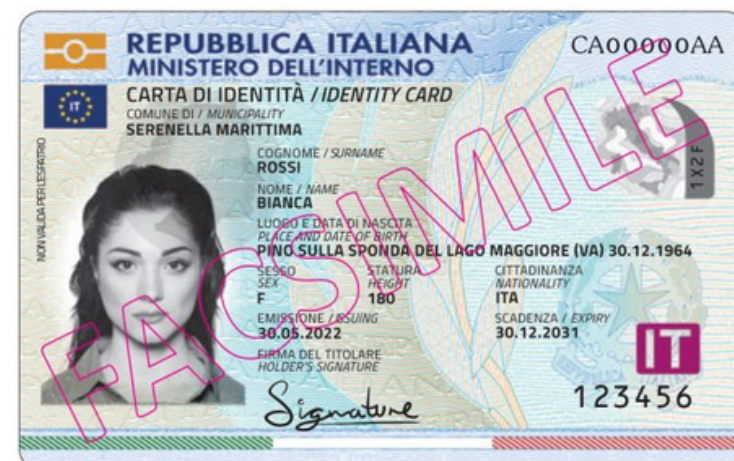 REPUBBLICA ITALIANA
MINISTERO DELL'INTERNO
CA00000AA
IT
CARTA DI IDENTITÀ / IDENTITY CARD
COMUNE DI / MUNICIPALITY
SERENELLA MARITTIMA
NON VALIDA PER L'ESPATRIO
COGNOME / SURNAME
ROSSI
NOME / NAME
BIANCA
LUOGO E DATA DI NASCITA
PLACE AND DATE OF BIRTH
PINO SULLA SPONDA DEL LAGO MAGGIORE (VA) 30.12.1964
SESSO STATURA CITTADINANZA
SEX HEIGHT NATIONALITY
F 180 ITA
EMISSIONE / ISSUING SCADENZA / EXPIRY
30.05.2022 30.12.2031
FIRMA DEL TITOLARE
HOLDER'S SIGNATURE
Signature
1X2F
IT
123456
FACSIMILE